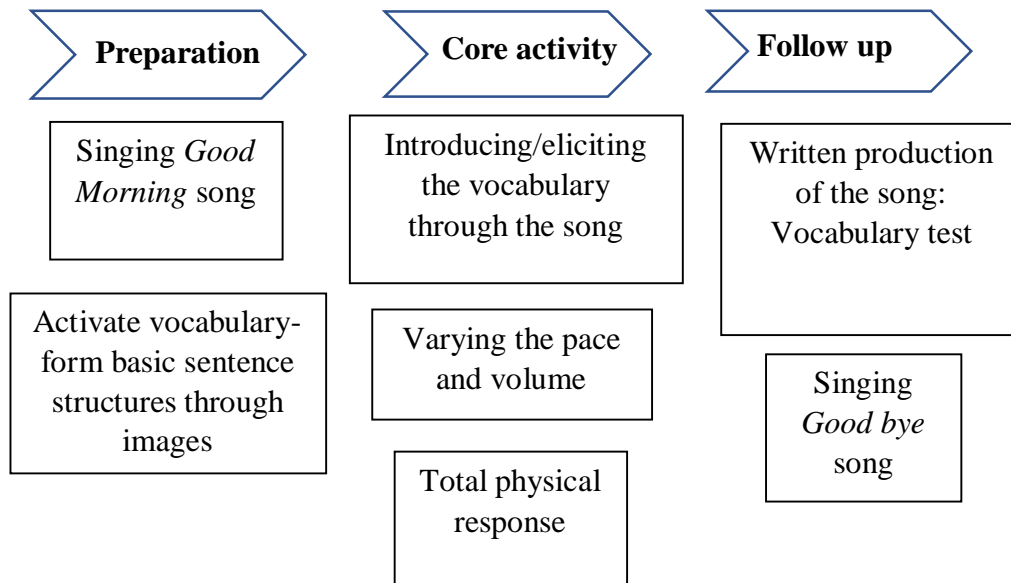 Preparation
Singing Good
Morning song
Activate vocabulary-
form basic sentence
structures through
images
Core activity
Introducing/eliciting
the vocabulary
through the song
Varying the pace
and volume
Total physical
response
Follow up
Written production
of the song:
Vocabulary test
Singing
Good bye
song